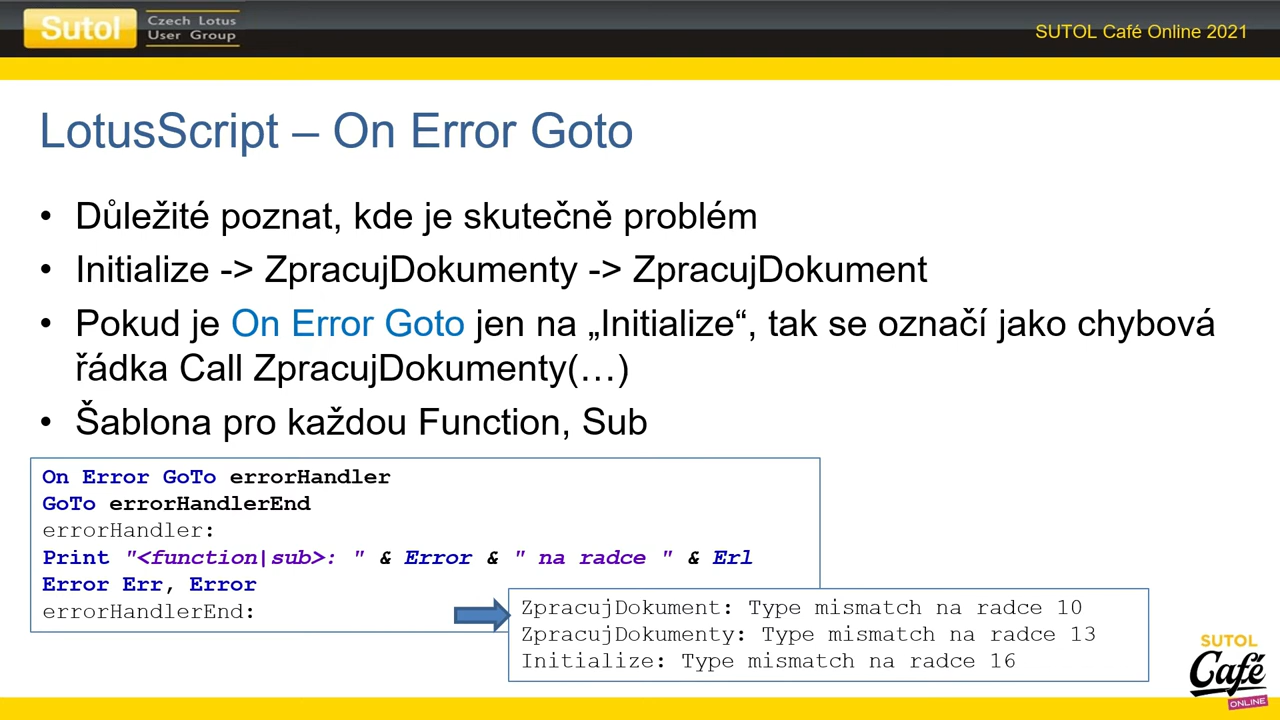 Sutol Czech Lotus
User Group
SUTOL Café Online 2021
LotusScript – On Error Goto
• Důležité poznat, kde je skutečně problém
• Initialize -> ZpracujDokumenty -> ZpracujDokument
• Pokud je On Error Goto jen na „Initialize“, tak se označí jako chybová
řádka Call ZpracujDokumenty(…)
• Šablona pro každou Function, Sub
On Error GoTo errorHandler
GoTo errorHandlerEnd
errorHandler:
Print "<function|sub>: " & Error & " na radce " & Erl
Error Err, Error
errorHandlerEnd:
ZpracujDokument: Type mismatch na radce 10
ZpracujDokumenty: Type mismatch na radce 13
Initialize: Type mismatch na radce 16
SUTOL
Café
ONLINE